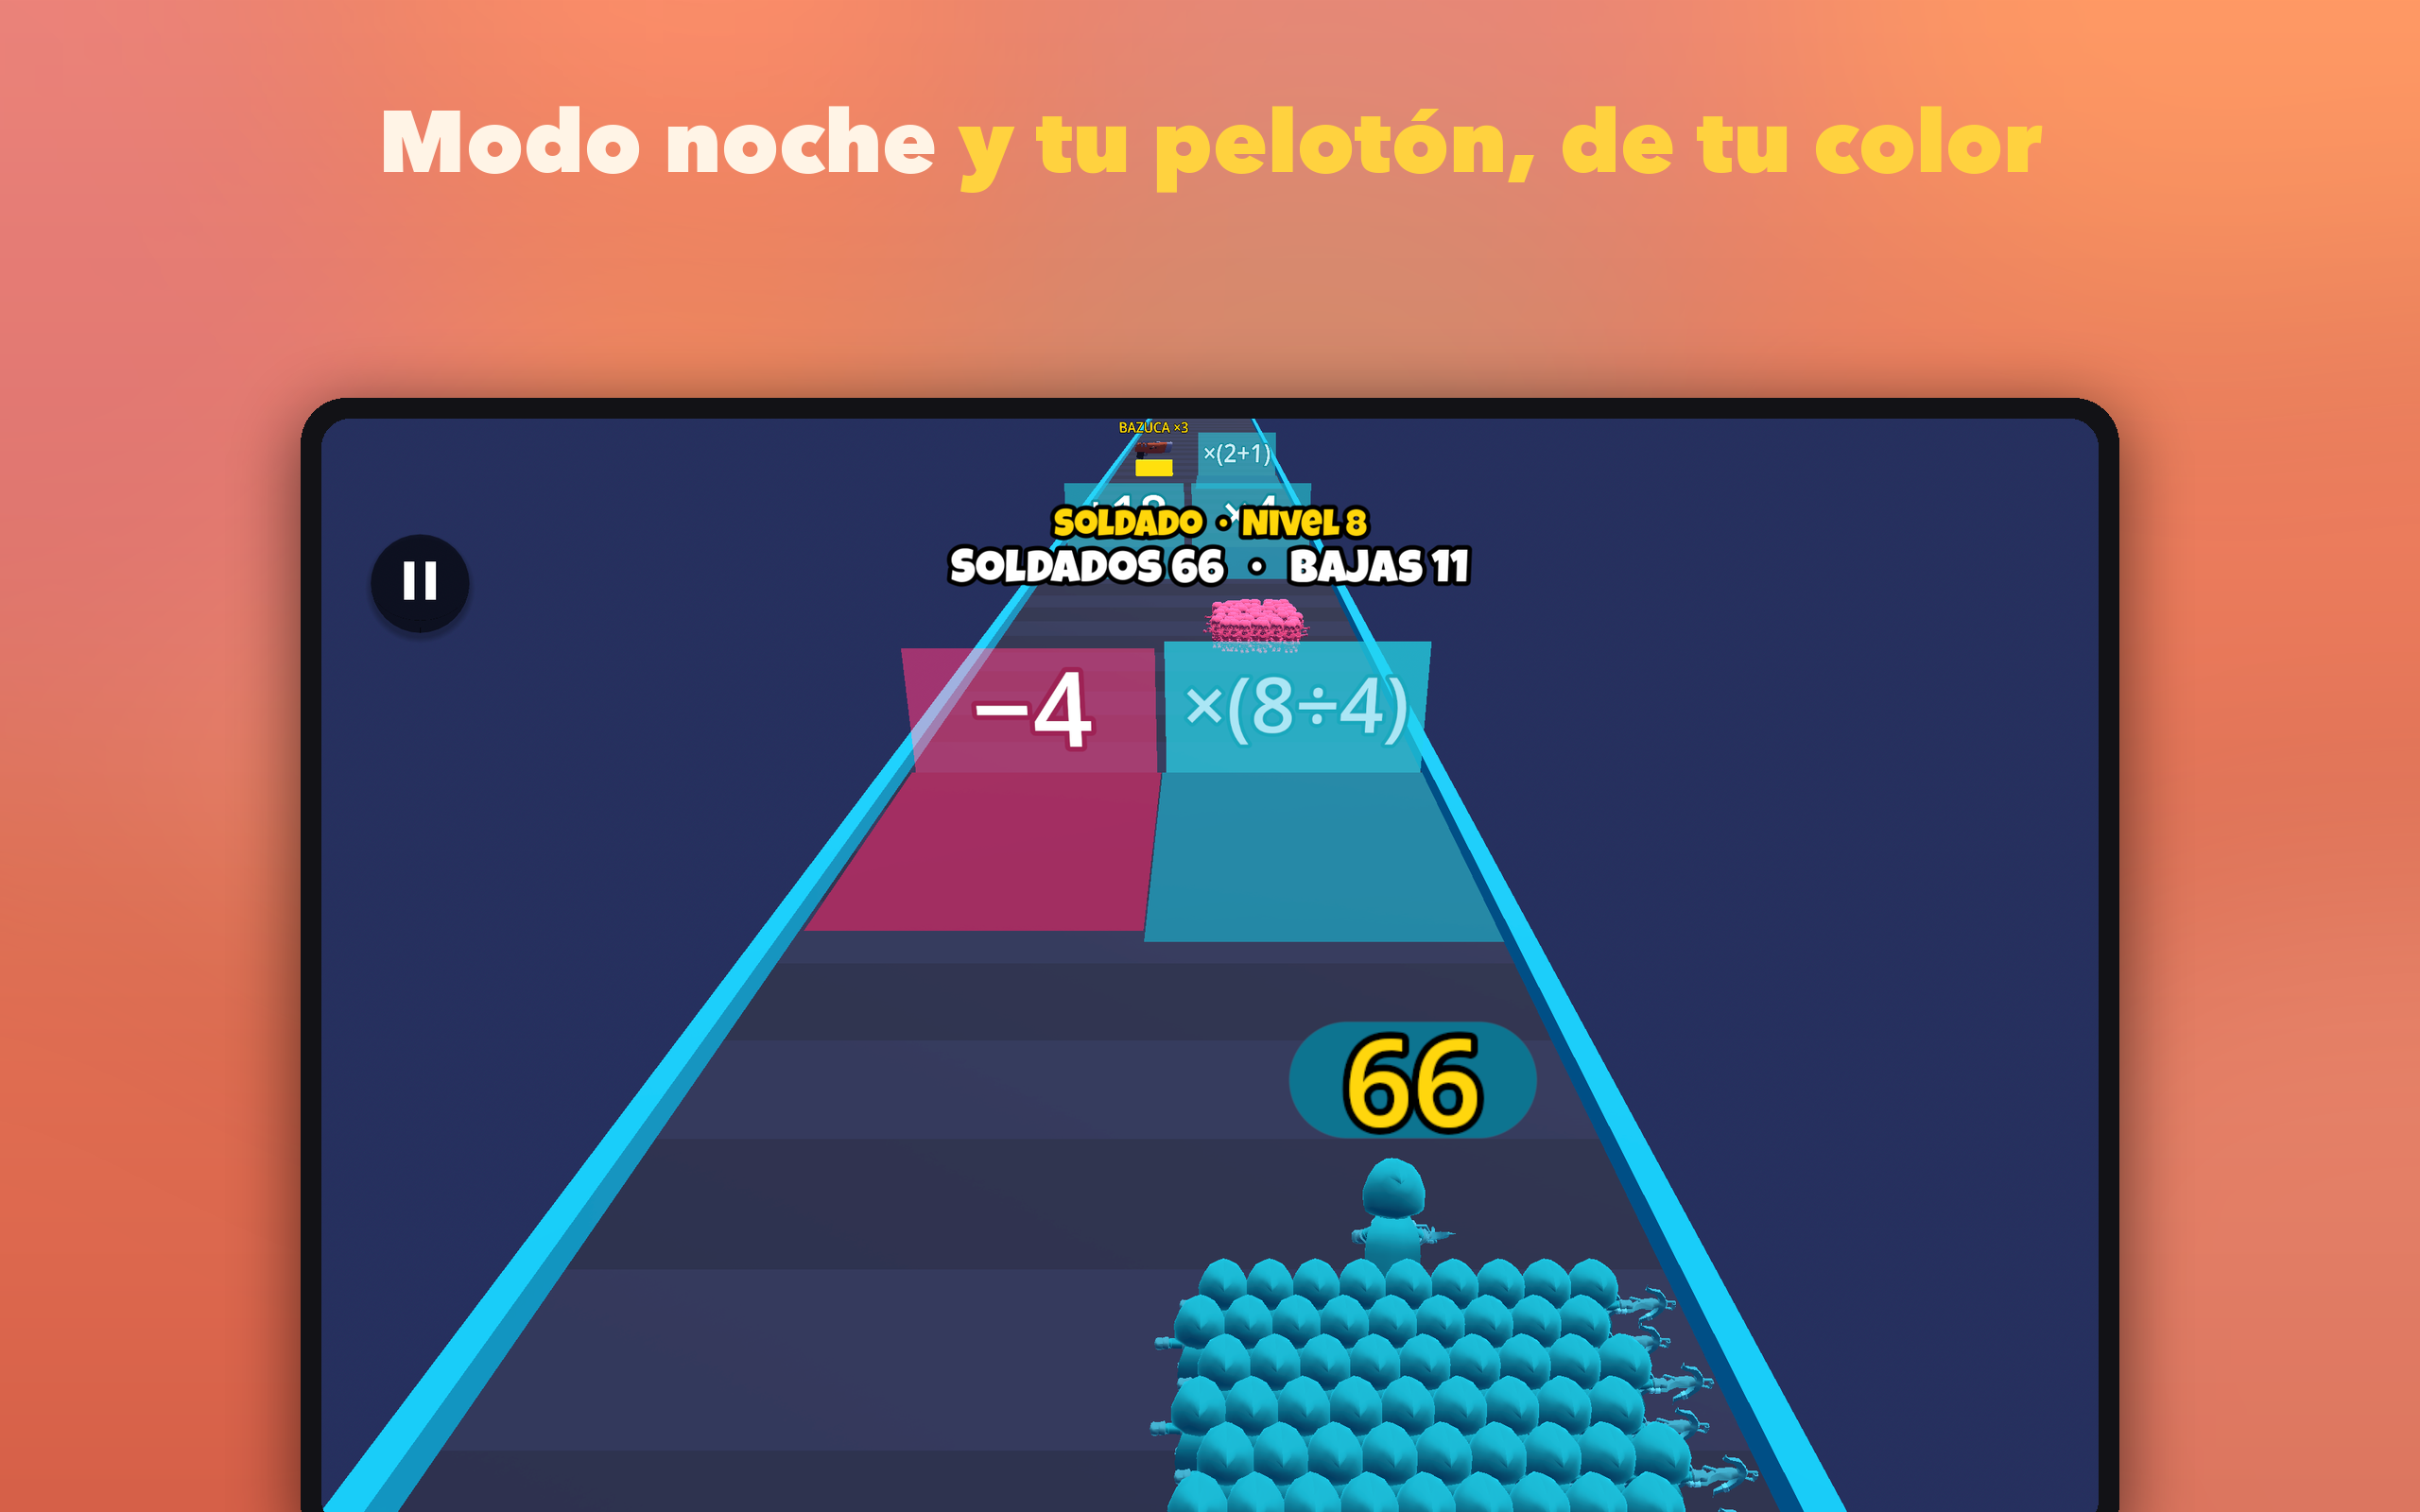 Modo noche y tu pelotón, de tu color
BAZUCA ×3
×(2+1)
SOLDADO • NIVEL 8
SOLDADOS 66 • BAJAS 11
−4
×(8÷4)
66